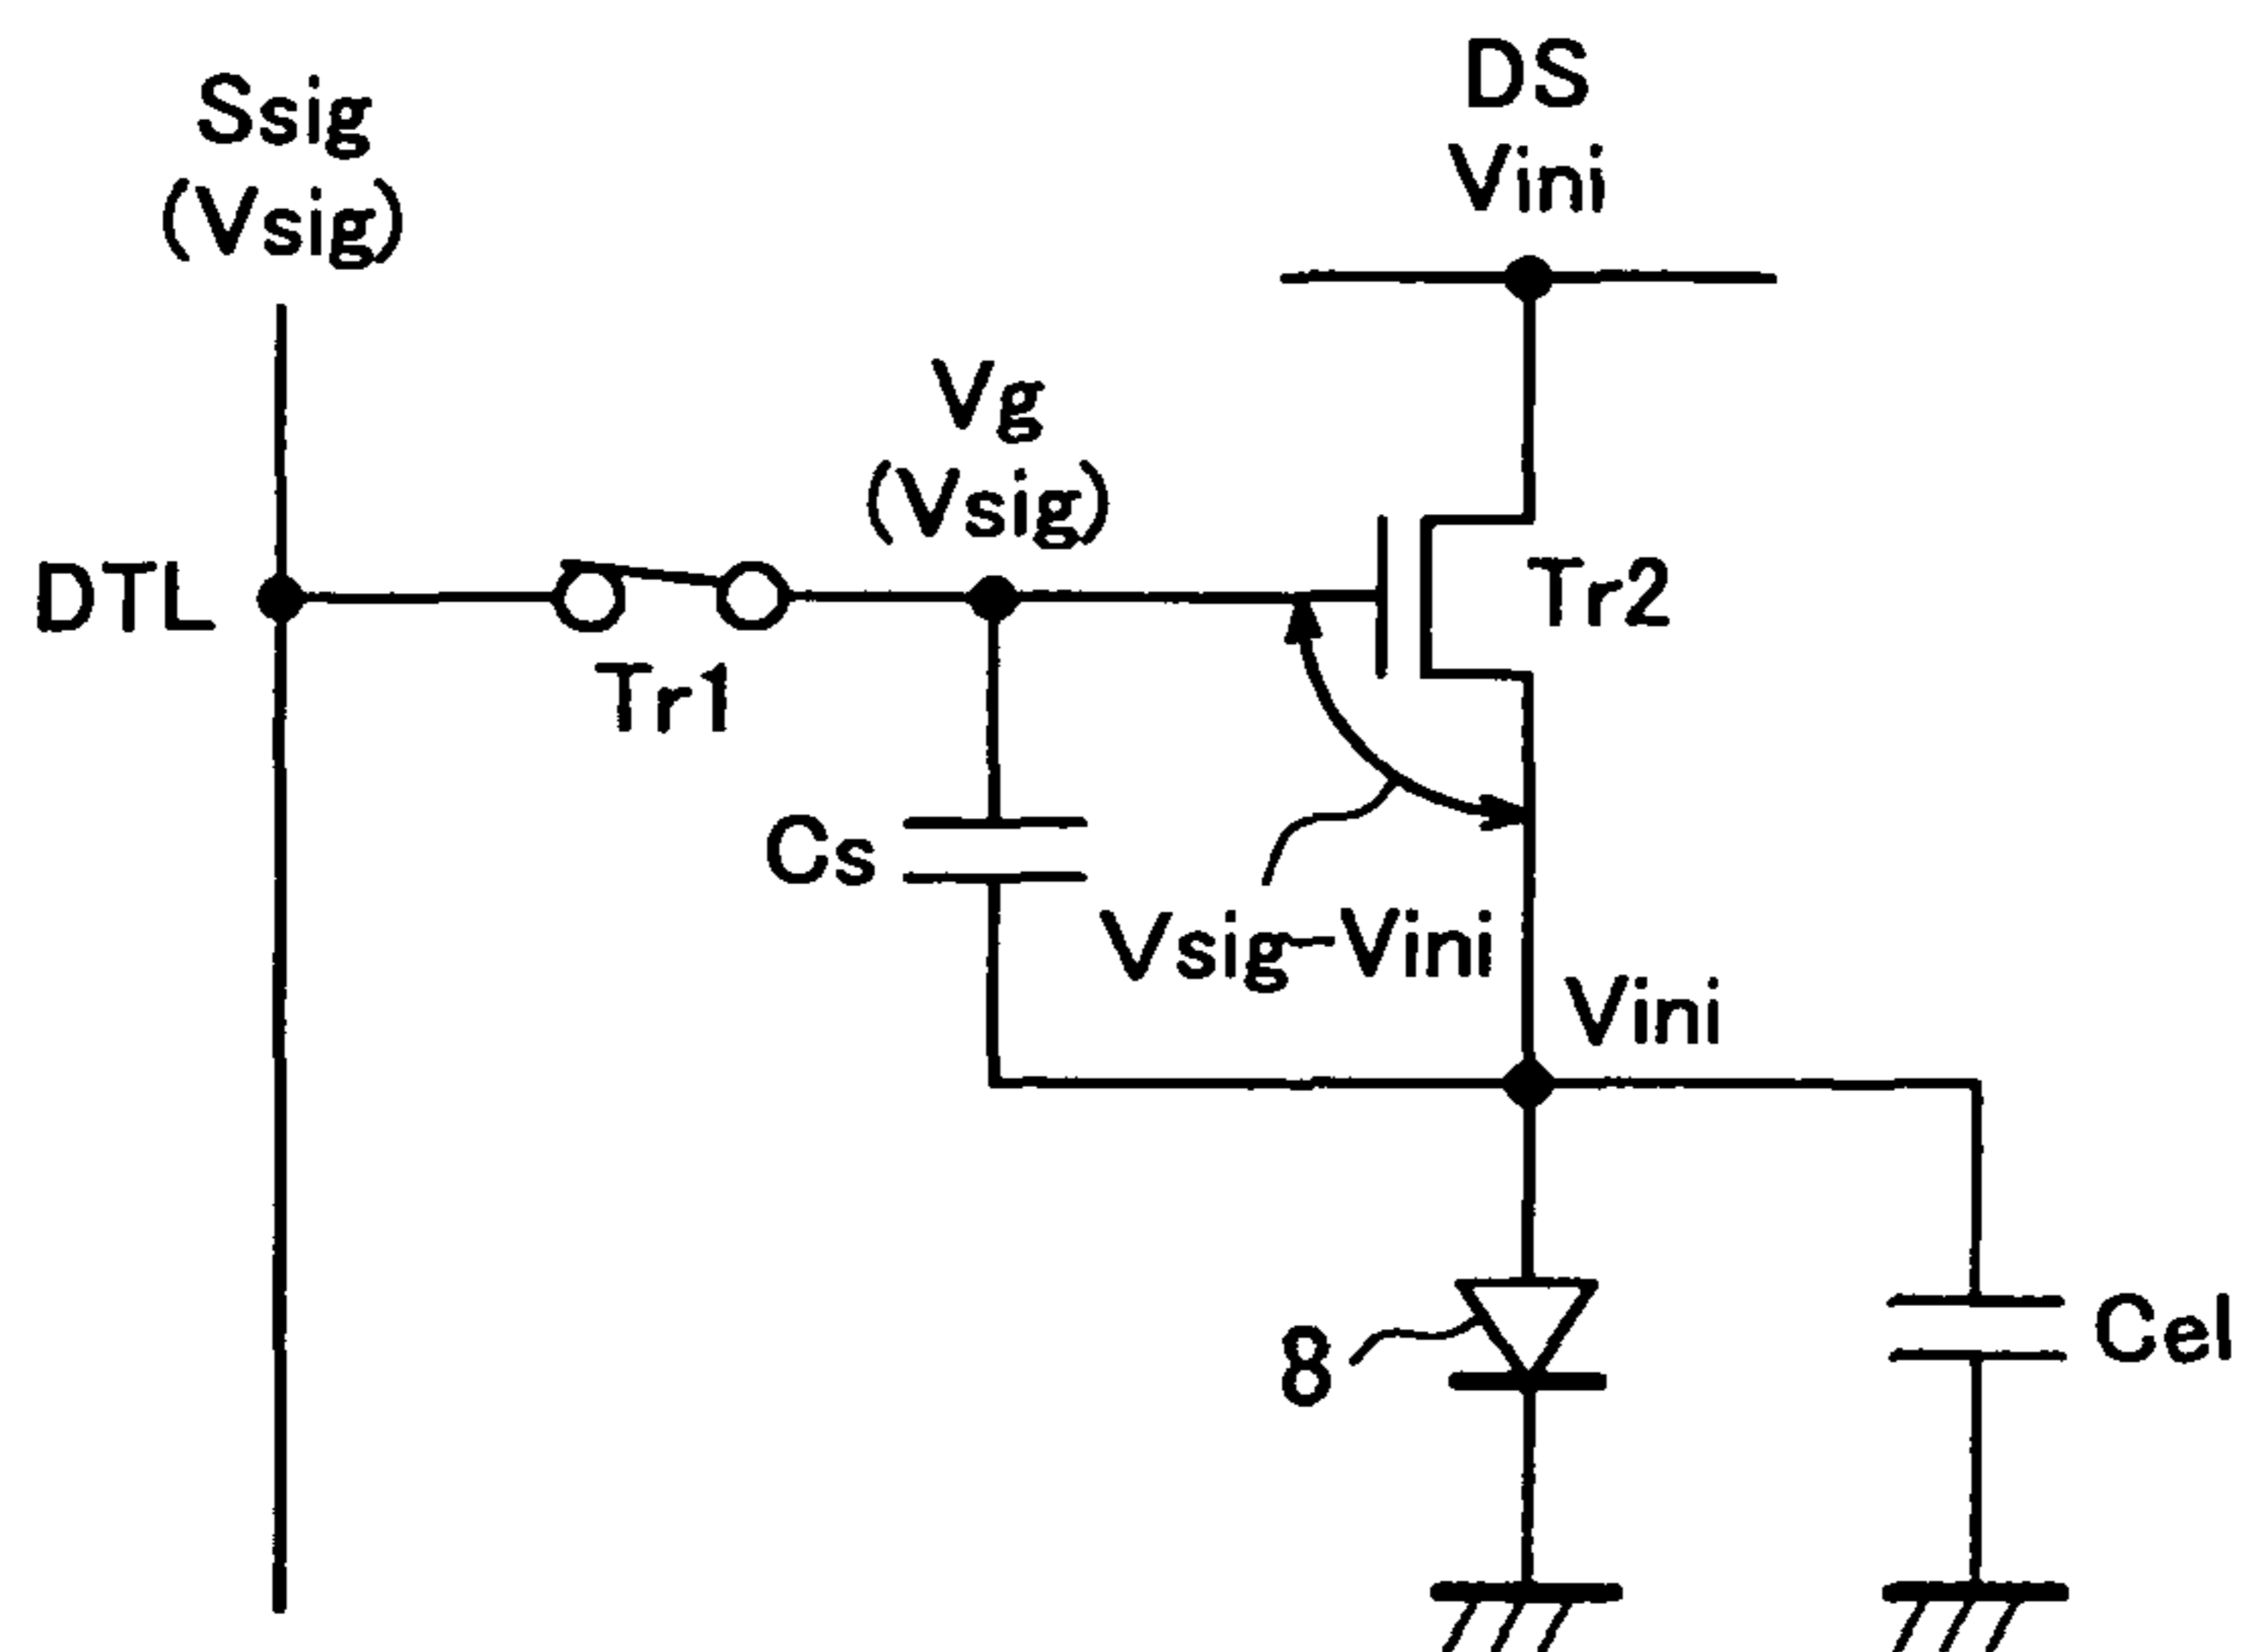 Ssig
(Vsig)
DS
Vini
Vg
(Vsig)
DTL
Tr1
Tr2
Cs
Vsig-Vini
Vini
8
Cel